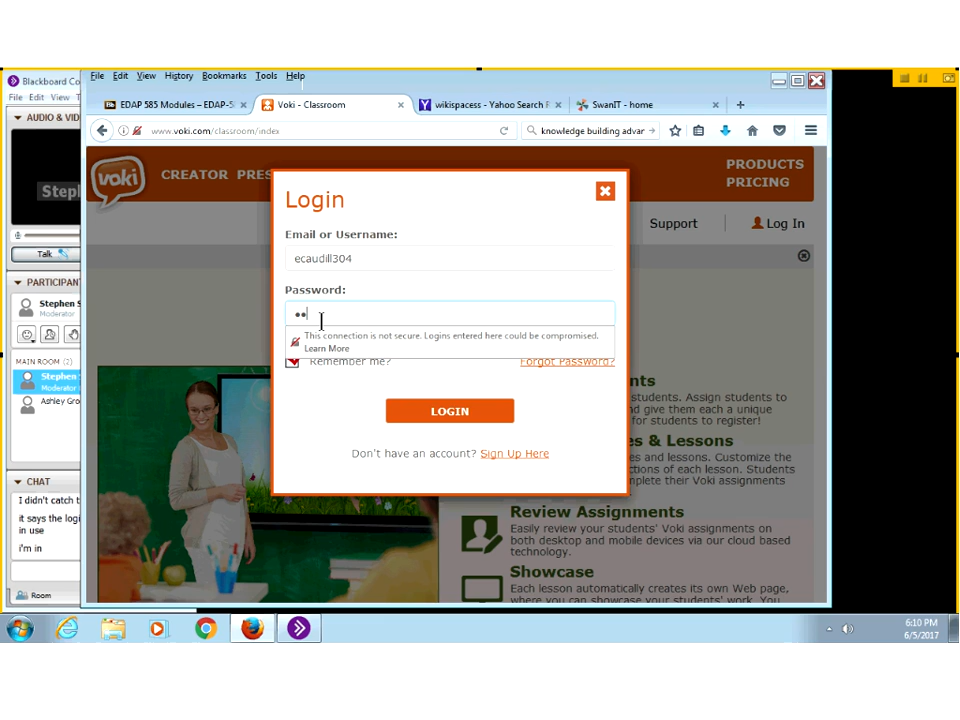 Blackboard Co
File Edit View T
AUDIO & VID
Steph
Talk
PARTICIPAN
Stephen S
Moderator
MAIN ROOM (2)
Stephen
Moderator
Ashley Gro
CHAT
I didn't catch t
it says the logi
in use
i'm in
Room
File Edit View History Bookmarks Tools Help
Bb EDAP 585 Modules – EDAP-5
Voki - Classroom
wikispacess - Yahoo Search R
SwanIT - home
www.voki.com/classroom/index
knowledge building advar
voki
CREATOR PRES
PRODUCTS
PRICING
Support
Log In
Login
Email or Username:
ecaudill304
Password:
This connection is not secure. Logins entered here could be compromised.
Learn More
Remember me?
Forgot Password?
LOGIN
Don't have an account? Sign Up Here
nts
students. Assign students to
nd give them each a unique
for students to register!
es & Lessons
es and lessons. Customize the
ctions of each lesson. Students
mplete their Voki assignments
Review Assignments
Easily review your students' Voki assignments on
both desktop and mobile devices via our cloud based
technology.
Showcase
Each lesson automatically creates its own Web page,
where you can showcase your students' work. You
6:10 PM
6/5/2017